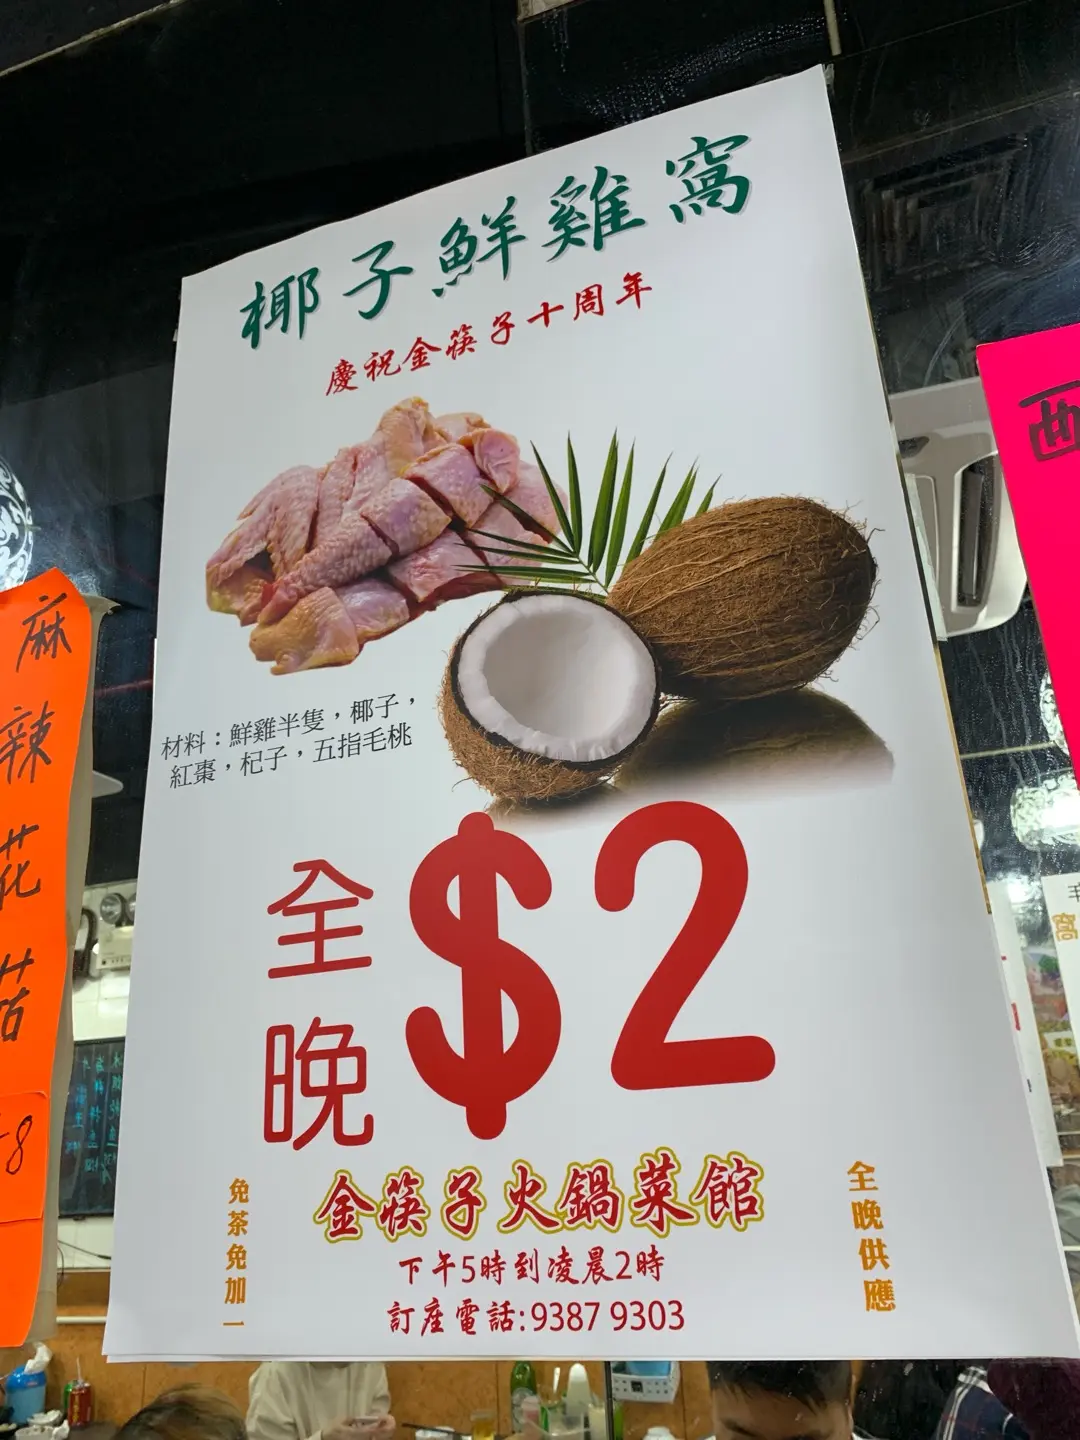 椰子鮮雞窩
慶祝金筷子十周年
材料：鮮雞半隻，椰子，
紅棗，杞子，五指毛桃
全晚 $2
免茶免加一
金筷子火鍋菜館
下午5時到凌晨2時
訂座電話:9387 9303
全晚供應
麻辣花菇
8
窩